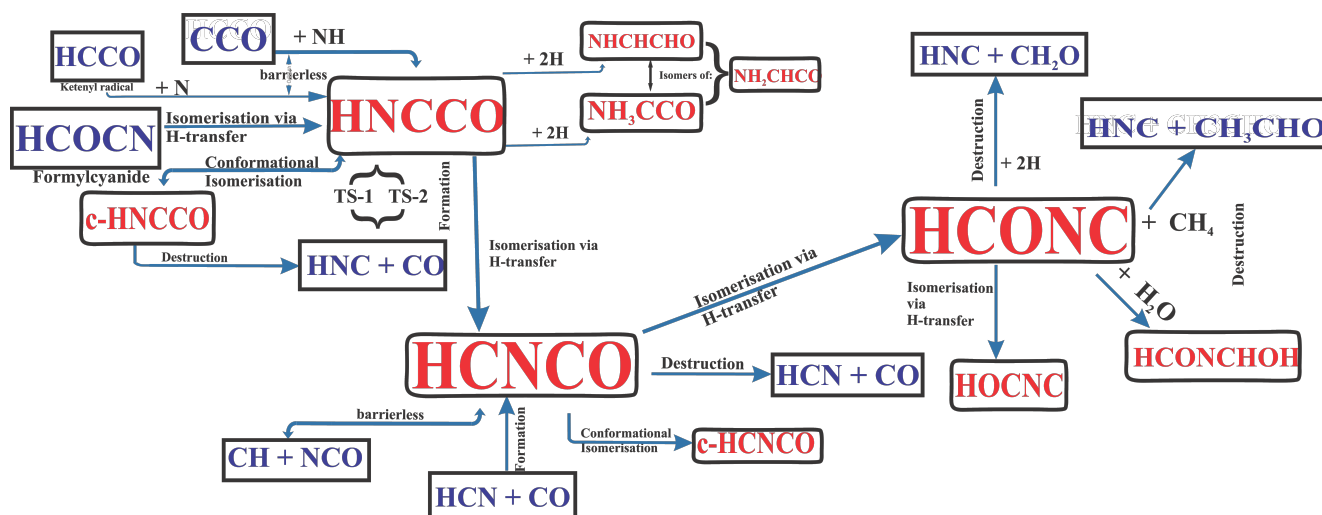 HCCO
Ketenyl radical
+ N
CCO
+ NH
barrierless
HCOCN
Formylcyanide
Isomerisation via
H-transfer
HNCCO
Conformational
Isomerisation
c-HNCCO
Destruction
HNC + CO
TS-1 TS-2
Formation
+ 2H
NHCHCHO
Isomers of:
NH₂CHCO
+ 2H
NH₃CCO
Isomerisation via
H-transfer
HCNCO
barrierless
CH + NCO
Formation
HCN + CO
Conformational
Isomerisation
c-HCNCO
Destruction
HCN + CO
Isomerisation via
H-transfer
HCONC
HNC + CH₂O
Destruction
+ 2H
HNC + CH₃CHO
+ CH₄
Destruction
Isomerisation
via
H-transfer
HOCNC
+ H₂O
HCONCHOH